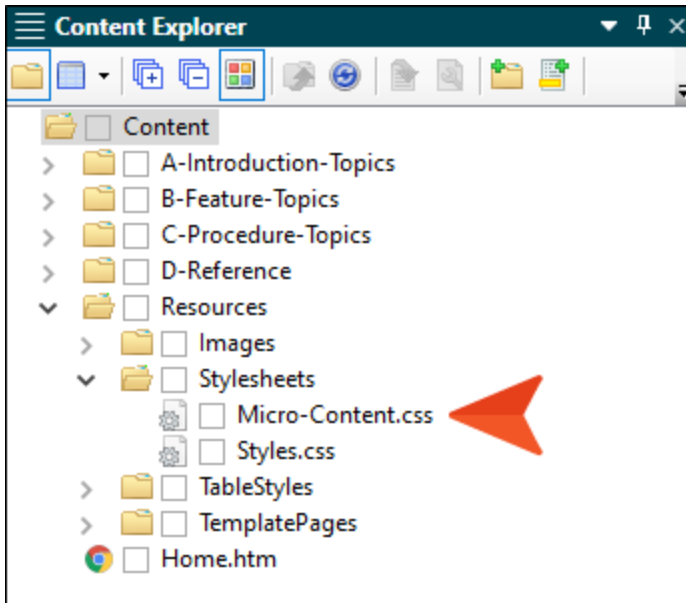 Content Explorer
Content
A-Introduction-Topics
B-Feature-Topics
C-Procedure-Topics
D-Reference
Resources
Images
Stylesheets
Micro-Content.css
Styles.css
TableStyles
TemplatePages
Home.htm